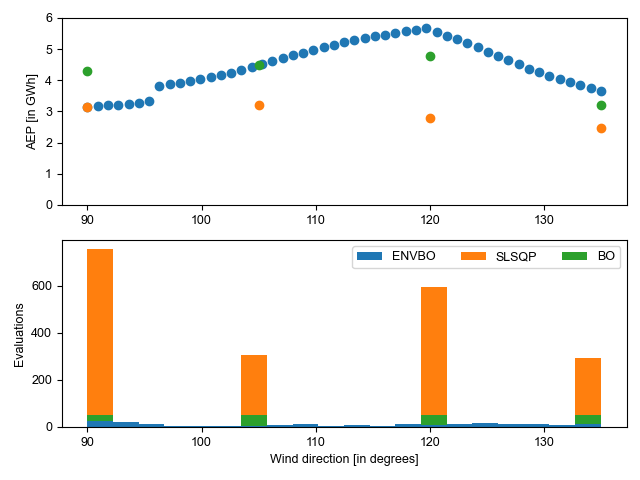 6
5
4
3
2
1
0
AEP [in GWh]
90 100 110 120 130
ENVBO SLSQP BO
600
400
200
0
Evaluations
90 100 110 120 130
Wind direction [in degrees]